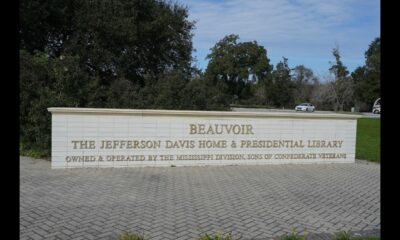 BEAUVOIR
THE JEFFERSON DAVIS HOME & PRESIDENTIAL LIBRARY
OWNED & OPERATED BY THE MISSISSIPPI DIVISION, SONS OF CONFEDERATE VETERANS